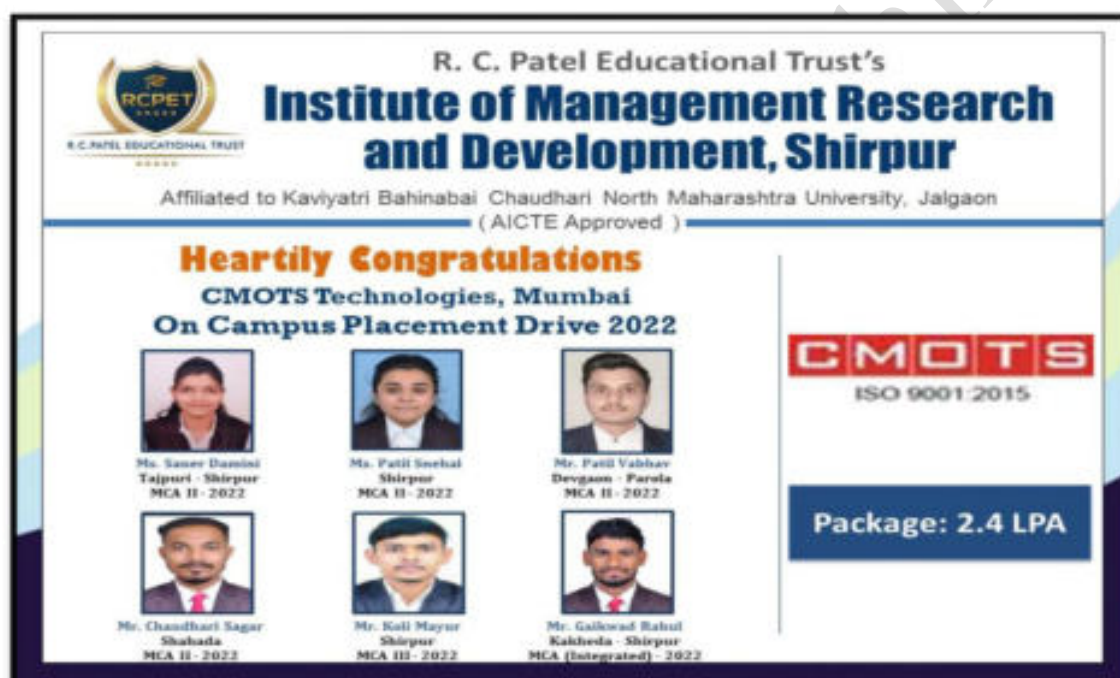 R. C. Patel Educational Trust's
RCPET
R.C.PATEL EDUCATIONAL TRUST
Institute of Management Research
and Development, Shirpur
Affiliated to Kaviyatri Bahinabai Chaudhari North Maharashtra University, Jalgaon
( AICTE Approved )
Heartily Congratulations
CMOTS Technologies, Mumbai
On Campus Placement Drive 2022
CMOTS
ISO 9001:2015
Ms. Saner Damini
Tajpuri - Shirpur
MCA II - 2022
Ms. Patil Snehal
Shirpur
MCA II - 2022
Mr. Patil Vabhav
Devgaon - Parola
MCA II - 2022
Package: 2.4 LPA
Mr. Chaudhari Sagar
Shahada
MCA II - 2022
Mr. Koli Mayur
Shirpur
MCA III - 2022
Mr. Gaikwad Rahul
Kakheda - Shirpur
MCA (Integrated) - 2022